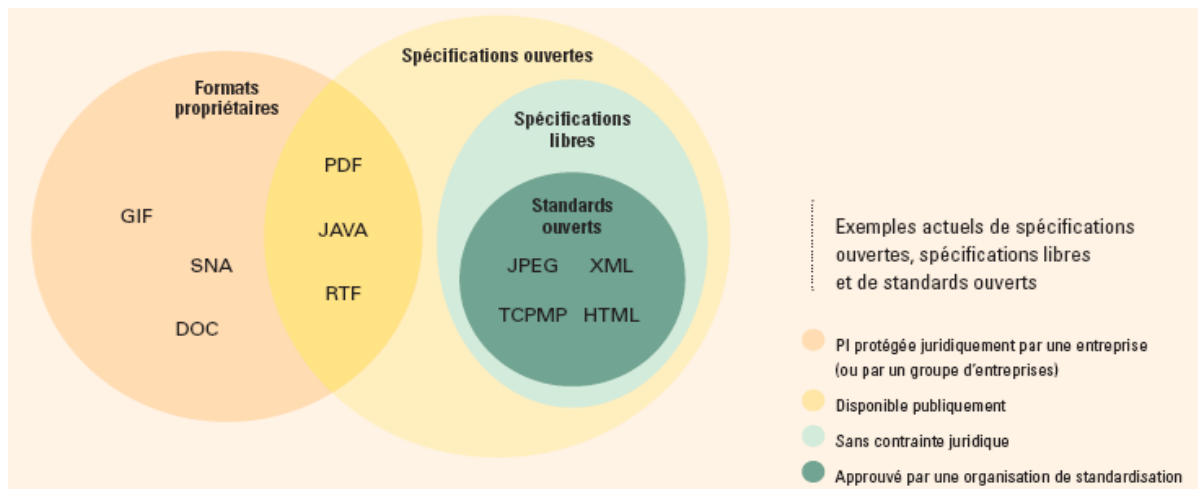 Spécifications ouvertes
Formats
propriétaires
Spécifications
libres
PDF
Standards
ouverts
GIF
JAVA
Exemples actuels de spécifications
ouvertes, spécifications libres
et de standards ouverts
SNA
JPEG XML
RTF
TCPMP HTML
DOC
PI protégée juridiquement par une entreprise
(ou par un groupe d'entreprises)
Disponible publiquement
Sans contrainte juridique
Approuvé par une organisation de standardisation